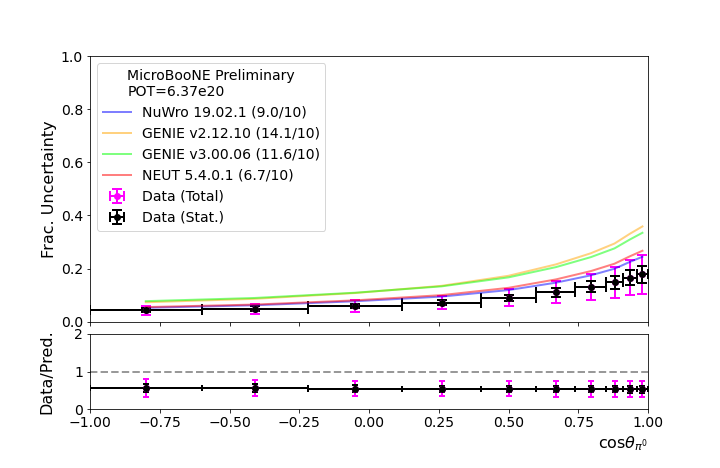 MicroBooNE Preliminary
POT=6.37e20
NuWro 19.02.1 (9.0/10)
GENIE v2.12.10 (14.1/10)
GENIE v3.00.06 (11.6/10)
NEUT 5.4.0.1 (6.7/10)
Data (Total)
Data (Stat.)
Frac. Uncertainty
1.0
0.8
0.6
0.4
0.2
0.0
Data/Pred.
2
1
0
−1.00 −0.75 −0.50 −0.25 0.00 0.25 0.50 0.75 1.00
cosθπ⁰